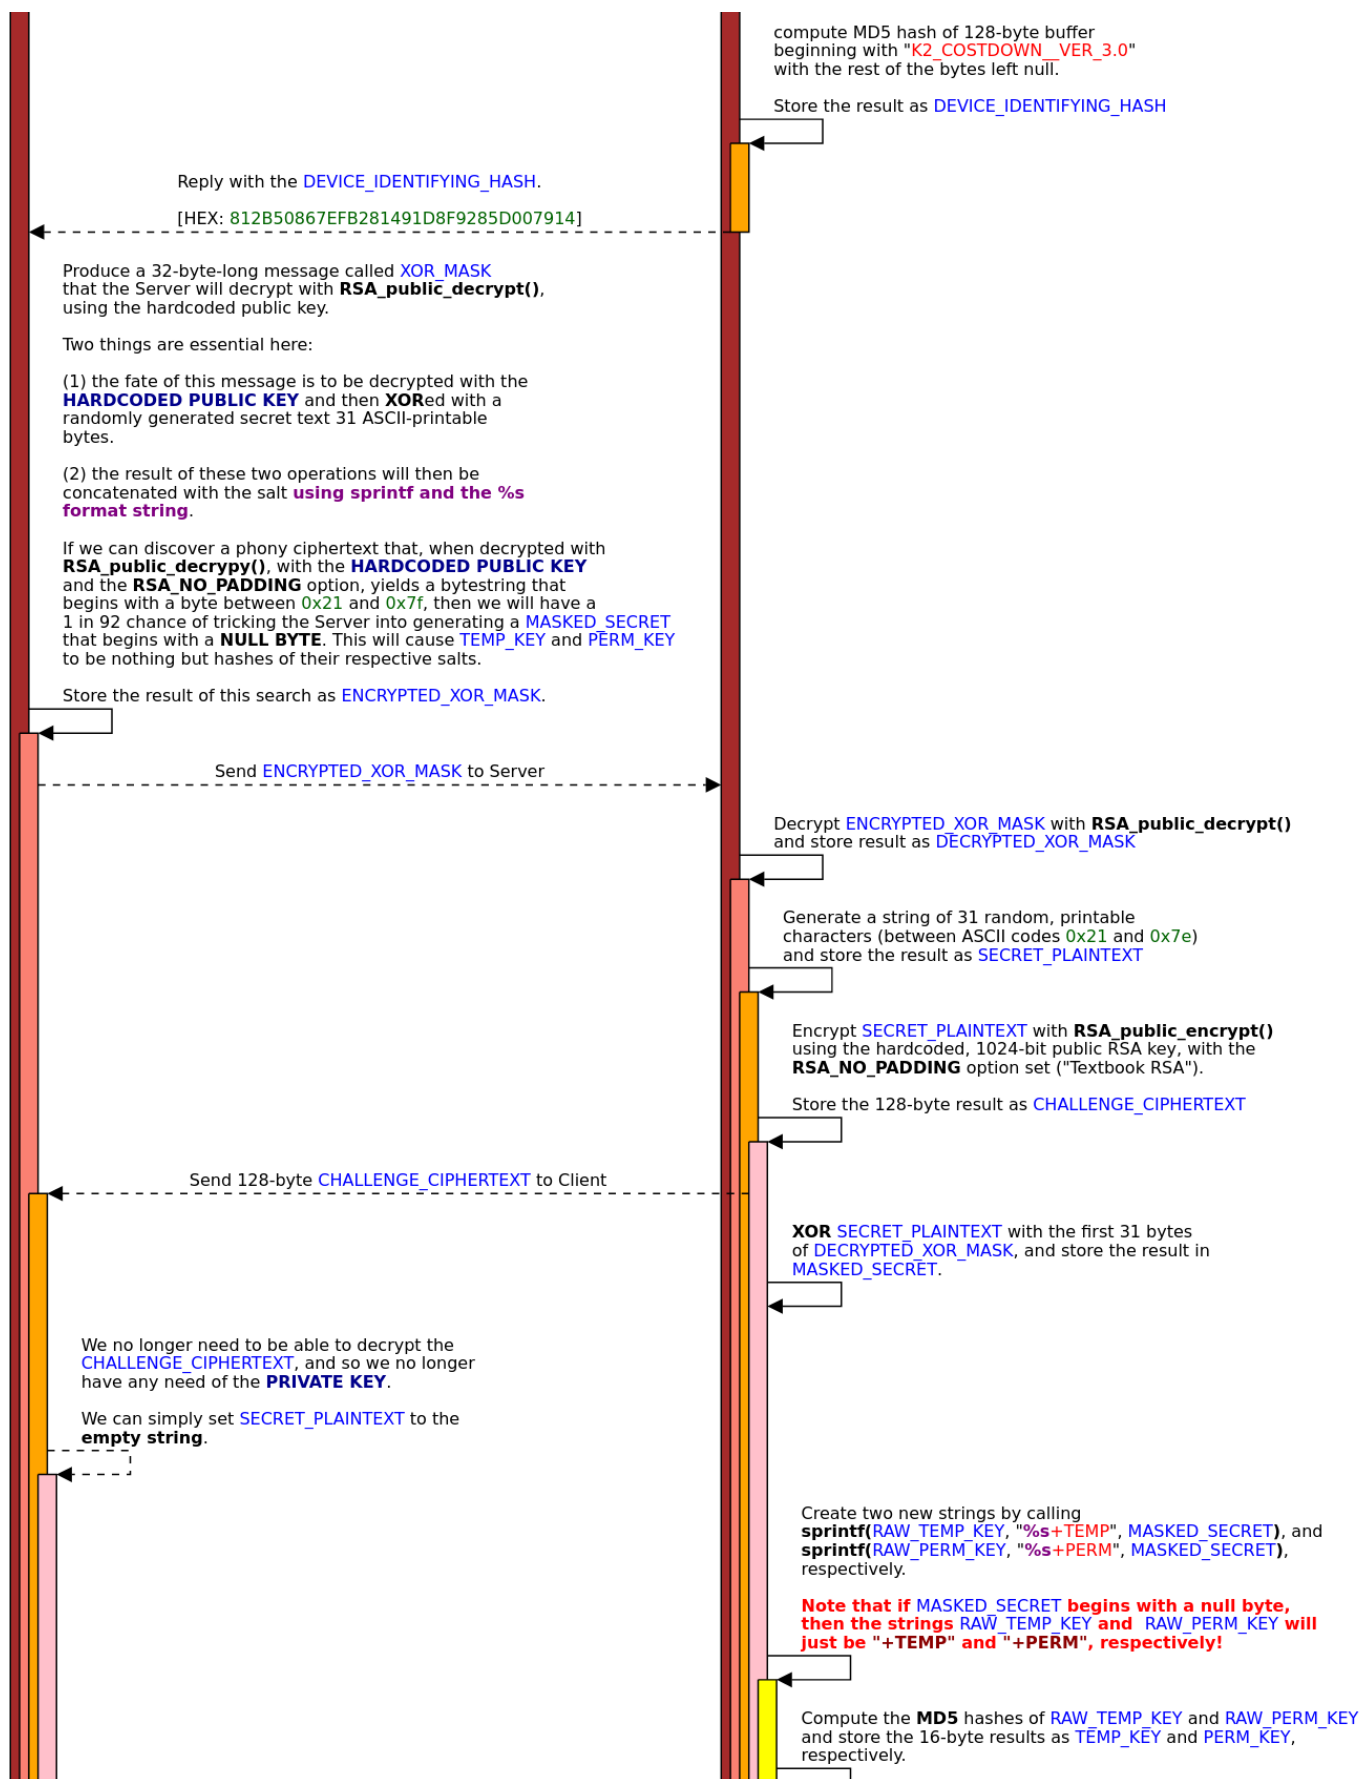 compute MD5 hash of 128-byte buffer
beginning with "K2_COSTDOWN__VER_3.0"
with the rest of the bytes left null.
Store the result as DEVICE_IDENTIFYING_HASH
Reply with the DEVICE_IDENTIFYING_HASH.
[HEX: 812B50867EFB281491D8F9285D007914]
Produce a 32-byte-long message called XOR_MASK
that the Server will decrypt with RSA_public_decrypt(),
using the hardcoded public key.
Two things are essential here:
(1) the fate of this message is to be decrypted with the
HARDCODED PUBLIC KEY and then XORed with a
randomly generated secret text 31 ASCII-printable
bytes.
(2) the result of these two operations will then be
concatenated with the salt using sprintf and the %s
format string.
If we can discover a phony ciphertext that, when decrypted with
RSA_public_decrypy(), with the HARDCODED PUBLIC KEY
and the RSA_NO_PADDING option, yields a bytestring that
begins with a byte between 0x21 and 0x7f, then we will have a
1 in 92 chance of tricking the Server into generating a MASKED_SECRET
that begins with a NULL BYTE. This will cause TEMP_KEY and PERM_KEY
to be nothing but hashes of their respective salts.
Store the result of this search as ENCRYPTED_XOR_MASK.
Send ENCRYPTED_XOR_MASK to Server
Decrypt ENCRYPTED_XOR_MASK with RSA_public_decrypt()
and store result as DECRYPTED_XOR_MASK
Generate a string of 31 random, printable
characters (between ASCII codes 0x21 and 0x7e)
and store the result as SECRET_PLAINTEXT
Encrypt SECRET_PLAINTEXT with RSA_public_encrypt()
using the hardcoded, 1024-bit public RSA key, with the
RSA_NO_PADDING option set ("Textbook RSA").
Store the 128-byte result as CHALLENGE_CIPHERTEXT
Send 128-byte CHALLENGE_CIPHERTEXT to Client
XOR SECRET_PLAINTEXT with the first 31 bytes
of DECRYPTED_XOR_MASK, and store the result in
MASKED_SECRET.
We no longer need to be able to decrypt the
CHALLENGE_CIPHERTEXT, and so we no longer
have any need of the PRIVATE KEY.
We can simply set SECRET_PLAINTEXT to the
empty string.
Create two new strings by calling
sprintf(RAW_TEMP_KEY, "%s+TEMP", MASKED_SECRET), and
sprintf(RAW_PERM_KEY, "%s+PERM", MASKED_SECRET),
respectively.
Note that if MASKED_SECRET begins with a null byte,
then the strings RAW_TEMP_KEY and RAW_PERM_KEY will
just be "+TEMP" and "+PERM", respectively!
Compute the MD5 hashes of RAW_TEMP_KEY and RAW_PERM_KEY
and store the 16-byte results as TEMP_KEY and PERM_KEY,
respectively.